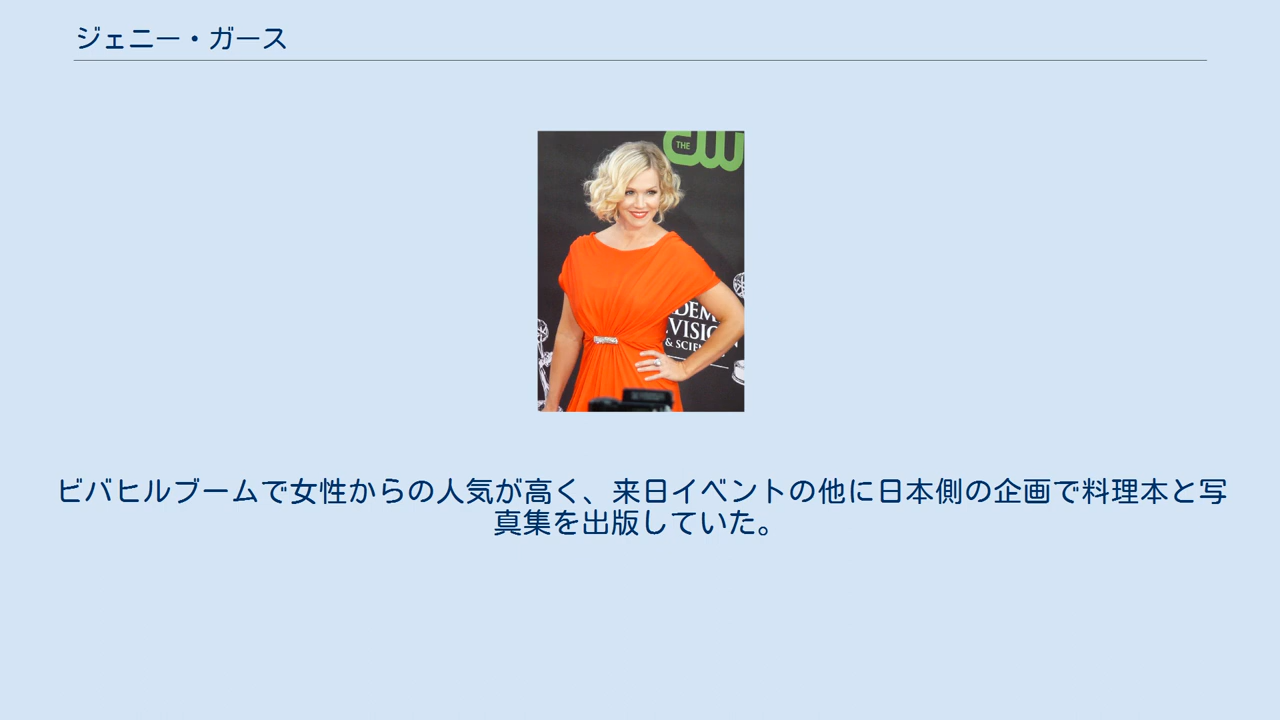 ジェニー・ガース
THE
CW
DEM
VISIO
& SCIEN
ビバヒルブームで女性からの人気が高く、来日イベントの他に日本側の企画で料理本と写
真集を出版していた。